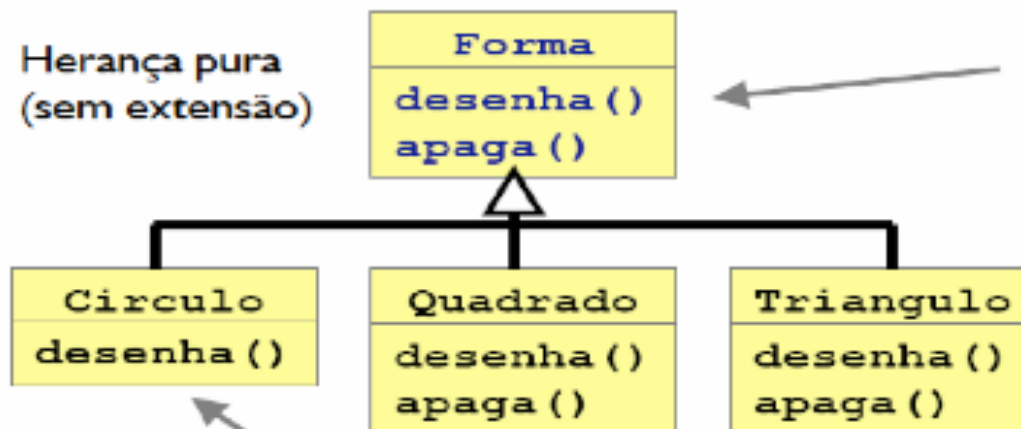 Herança pura
(sem extensão)
Forma
desenha()
apaga()
Circulo
desenha()
Quadrado
desenha()
apaga()
Triangulo
desenha()
apaga()